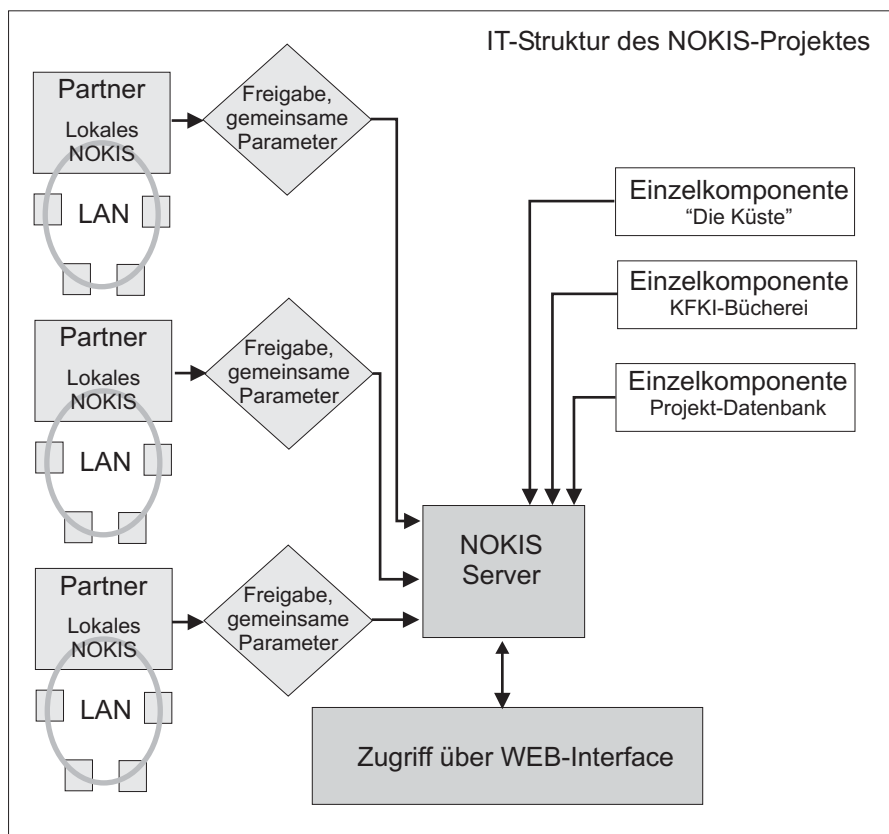 IT-Struktur des NOKIS-Projektes
Partner
Lokales
NOKIS
LAN
Freigabe,
gemeinsame
Parameter
Partner
Lokales
NOKIS
LAN
Freigabe,
gemeinsame
Parameter
Partner
Lokales
NOKIS
LAN
Freigabe,
gemeinsame
Parameter
Einzelkomponente
“Die Küste”
Einzelkomponente
KFKI-Bücherei
Einzelkomponente
Projekt-Datenbank
NOKIS
Server
Zugriff über WEB-Interface